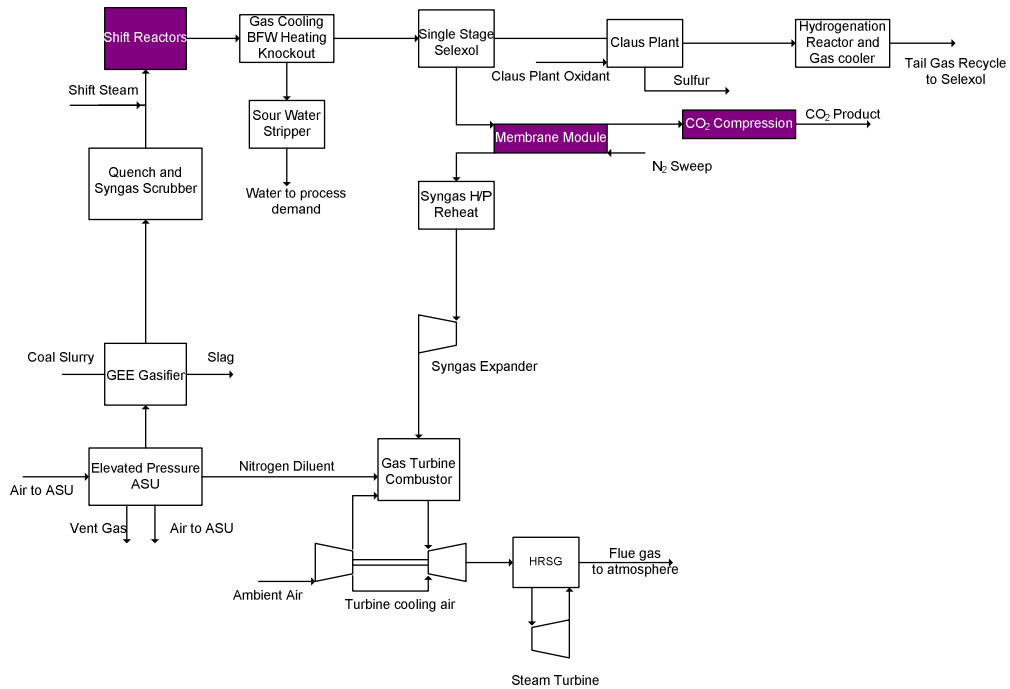 Shift Reactors
Gas Cooling
BFW Heating
Knockout
Single Stage
Selexol
Claus Plant
Hydrogenation
Reactor and
Gas cooler
Tail Gas Recycle
to Selexol
Claus Plant Oxidant
Sulfur
Shift Steam
Sour Water
Stripper
CO₂ Compression
CO₂ Product
Membrane Module
N₂ Sweep
Quench and
Syngas Scrubber
Water to process
demand
Syngas H/P
Reheat
Coal Slurry
Slag
GEE Gasifier
Syngas Expander
Elevated Pressure
ASU
Nitrogen Diluent
Gas Turbine
Combustor
Air to ASU
Vent Gas
Air to ASU
HRSG
Flue gas
to atmosphere
Ambient Air
Turbine cooling air
Steam Turbine